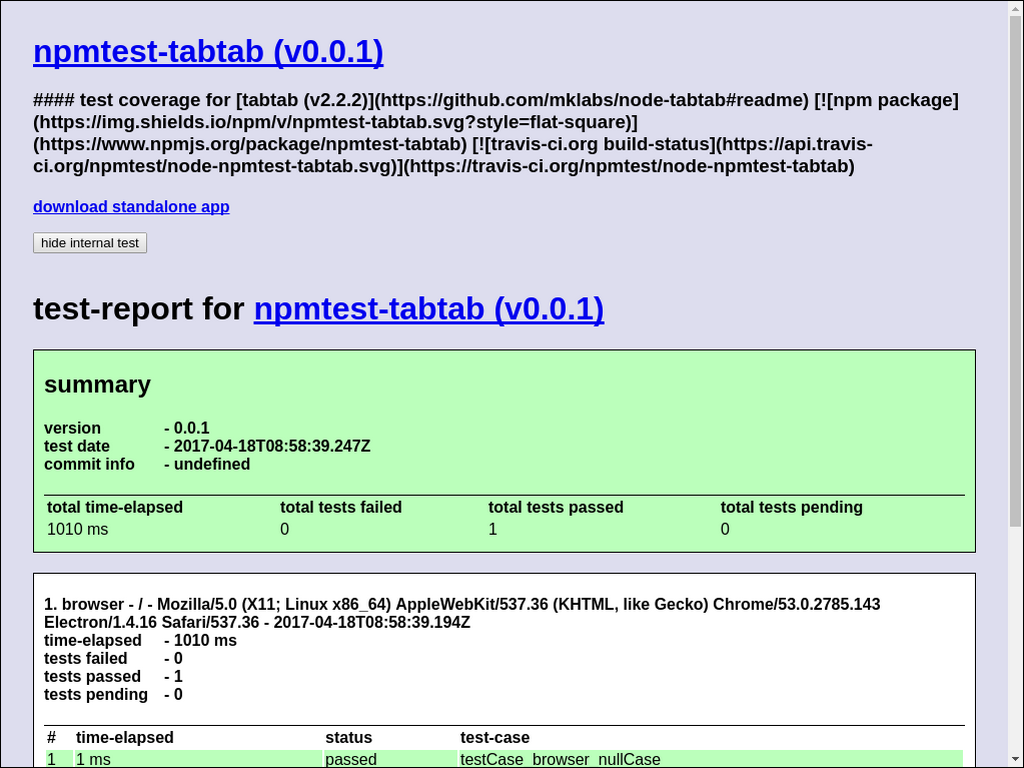 npmtest-tabtab (v0.0.1)
#### test coverage for [tabtab (v2.2.2)](https://github.com/mklabs/node-tabtab#readme) [![npm package]
(https://img.shields.io/npm/v/npmtest-tabtab.svg?style=flat-square)]
(https://www.npmjs.org/package/npmtest-tabtab) [![travis-ci.org build-status](https://api.travis-
ci.org/npmtest/node-npmtest-tabtab.svg)](https://travis-ci.org/npmtest/node-npmtest-tabtab)
download standalone app
hide internal test
test-report for npmtest-tabtab (v0.0.1)
summary
version - 0.0.1
test date - 2017-04-18T08:58:39.247Z
commit info - undefined
total time-elapsed total tests failed total tests passed total tests pending
1010 ms 0 1 0
1. browser - / - Mozilla/5.0 (X11; Linux x86_64) AppleWebKit/537.36 (KHTML, like Gecko) Chrome/53.0.2785.143
Electron/1.4.16 Safari/537.36 - 2017-04-18T08:58:39.194Z
time-elapsed - 1010 ms
tests failed - 0
tests passed - 1
tests pending - 0
# time-elapsed status test-case
1 1 ms passed testCase_browser_nullCase